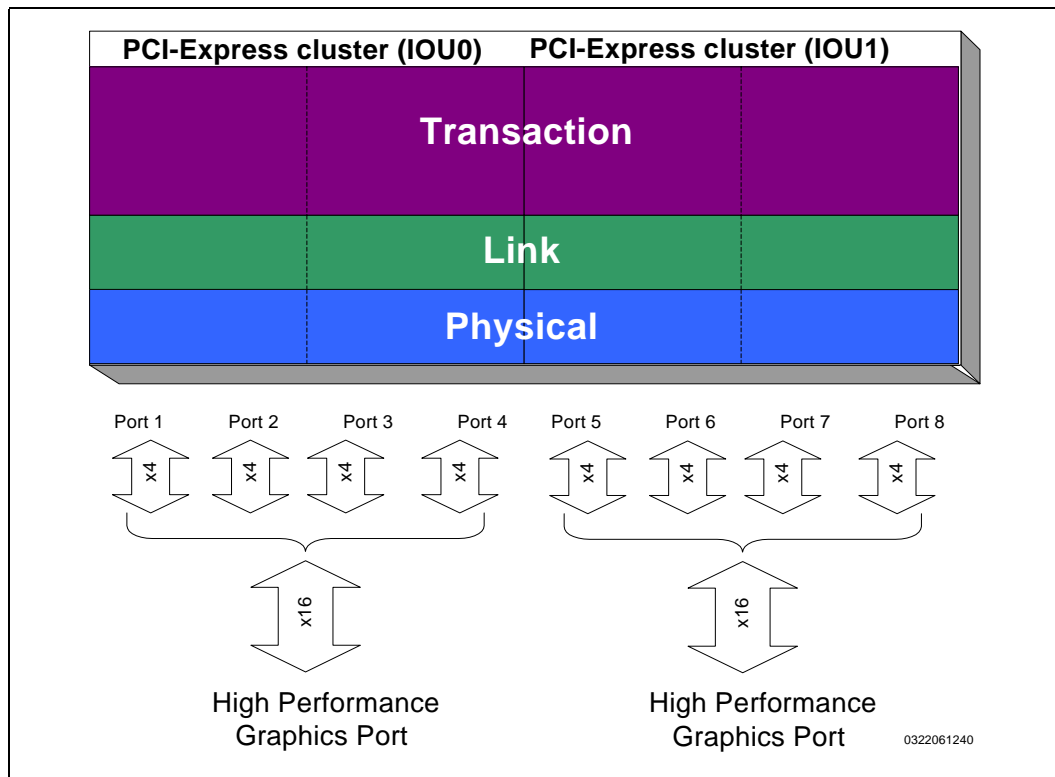 PCI-Express cluster (IOU0) PCI-Express cluster (IOU1)
Transaction
Link
Physical
Port 1 Port 2 Port 3 Port 4 Port 5 Port 6 Port 7 Port 8
x4 x4 x4 x4 x4 x4 x4 x4
x16 x16
High Performance
Graphics Port
High Performance
Graphics Port
0322061240